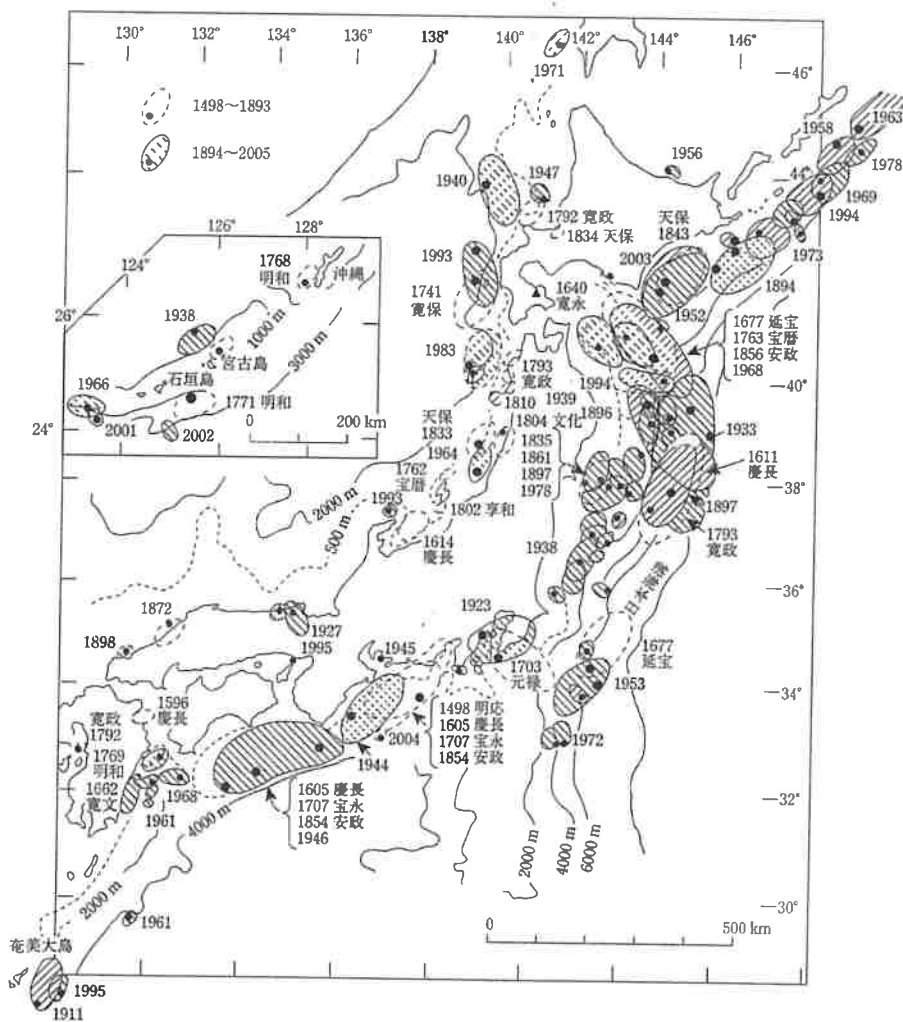 130° 132° 134° 136° 138° 140° 142° 144° 146°
1498〜1893
1894〜2005
1971
46°
1958
1963
1978
44°
1969
1994
1973
1956
1947
1940
1792 寛政
1834 天保
天保
1843
2003
1952
1894
1993
1741
寛保
1640
寛永
1677 延宝
1763 宝暦
1856 安政
1968
1983
1793
寛政
1939
1994
40°
1810
1896
天保
1833
1964
1804 文化
1835
1861
1897
1978
1933
1611
慶長
1762
宝暦
1802 享和
38°
1897
1793
寛政
1993
2000 m
500 m
1614
慶長
1938
36°
日本海溝
124°
126°
128°
1768
明和
沖縄
26°
1938
1000 m
3000 m
宮古島
石垣島
1966
1771 明和
24°
2001
2002
0 200 km
1872
1898
1927
1995
1945
1923
1703
元禄
1677
延宝
1953
34°
1596
慶長
寛政
1792
1769
明和
1662
寛文
1968
1961
1944
2004
1498 明応
1605 慶長
1707 宝永
1854 安政
1972
1605 慶長
1707 宝永
1854 安政
1946
32°
4000 m
2000 m
2000 m
4000 m
6000 m
30°
1961
0 500 km
奄美大島
1995
1911